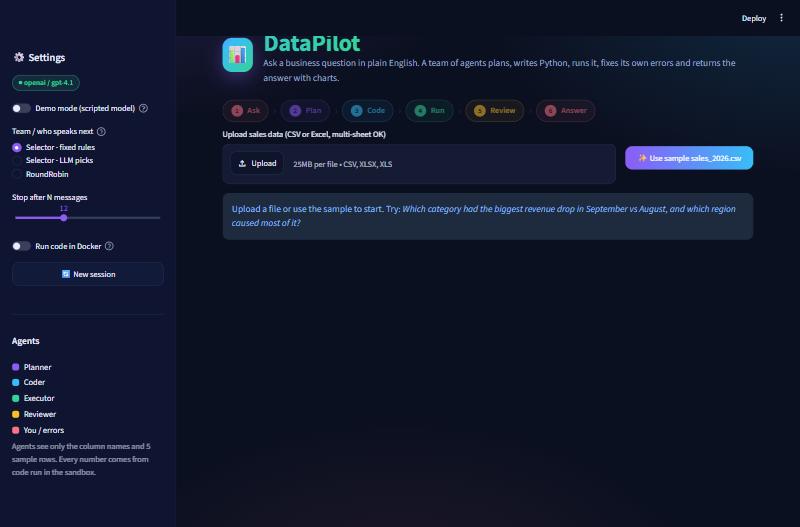 Deploy
Settings
openai / gpt-4.1
Demo mode (scripted model)
Team / who speaks next
Selector - fixed rules
Selector - LLM picks
RoundRobin
Stop after N messages
12
Run code in Docker
New session
Agents
Planner
Coder
Executor
Reviewer
You / errors
Agents see only the column names and 5
sample rows. Every number comes from
code run in the sandbox.
DataPilot
Ask a business question in plain English. A team of agents plans, writes Python, runs it, fixes its own errors and returns the
answer with charts.
1 Ask › 2 Plan › 3 Code › 4 Run › 5 Review › 6 Answer
Upload sales data (CSV or Excel, multi-sheet OK)
Upload 25MB per file • CSV, XLSX, XLS
✨ Use sample sales_2026.csv
Upload a file or use the sample to start. Try: Which category had the biggest revenue drop in September vs August, and which region
caused most of it?